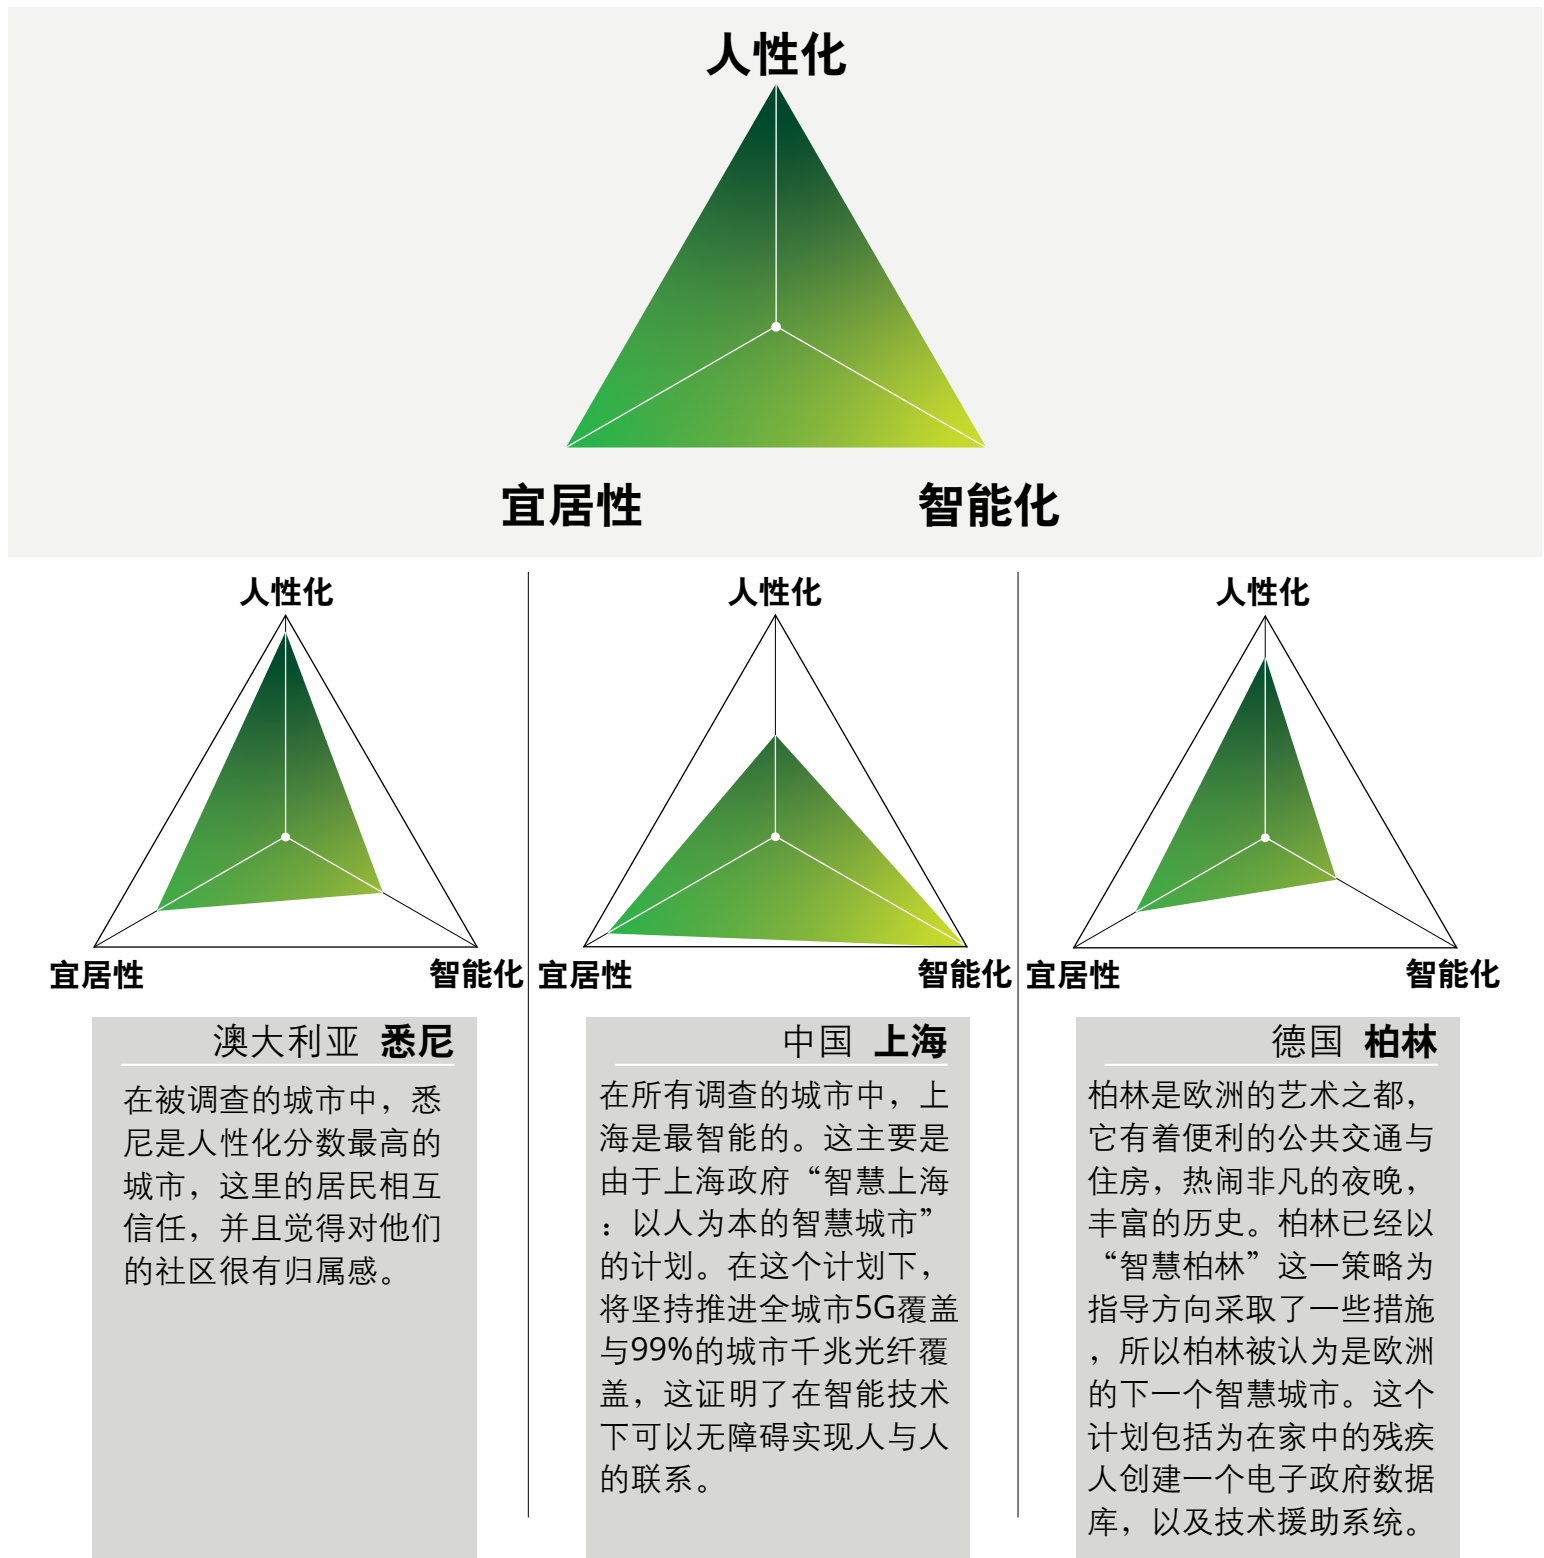 人性化
宜居性
智能化
人性化
宜居性
智能化
澳大利亚 悉尼
在被调查的城市中，悉
尼是人性化分数最高的
城市，这里的居民相互
信任，并且觉得对他们
的社区很有归属感。
人性化
宜居性
智能化
中国 上海
在所有调查的城市中，上
海是最智能的。这主要是
由于上海政府“智慧上海
：以人为本的智慧城市”
的计划。在这个计划下，
将坚持推进全城市5G覆盖
与99%的城市千兆光纤覆
盖，这证明了在智能技术
下可以无障碍实现人与人
的联系。
人性化
宜居性
智能化
德国 柏林
柏林是欧洲的艺术之都，
它有着便利的公共交通与
住房，热闹非凡的夜晚，
丰富的历史。柏林已经以
“智慧柏林”这一策略为
指导方向采取了一些措施
，所以柏林被认为是欧洲
的下一个智慧城市。这个
计划包括为在家中的残疾
人创建一个电子政府数据
库，以及技术援助系统。